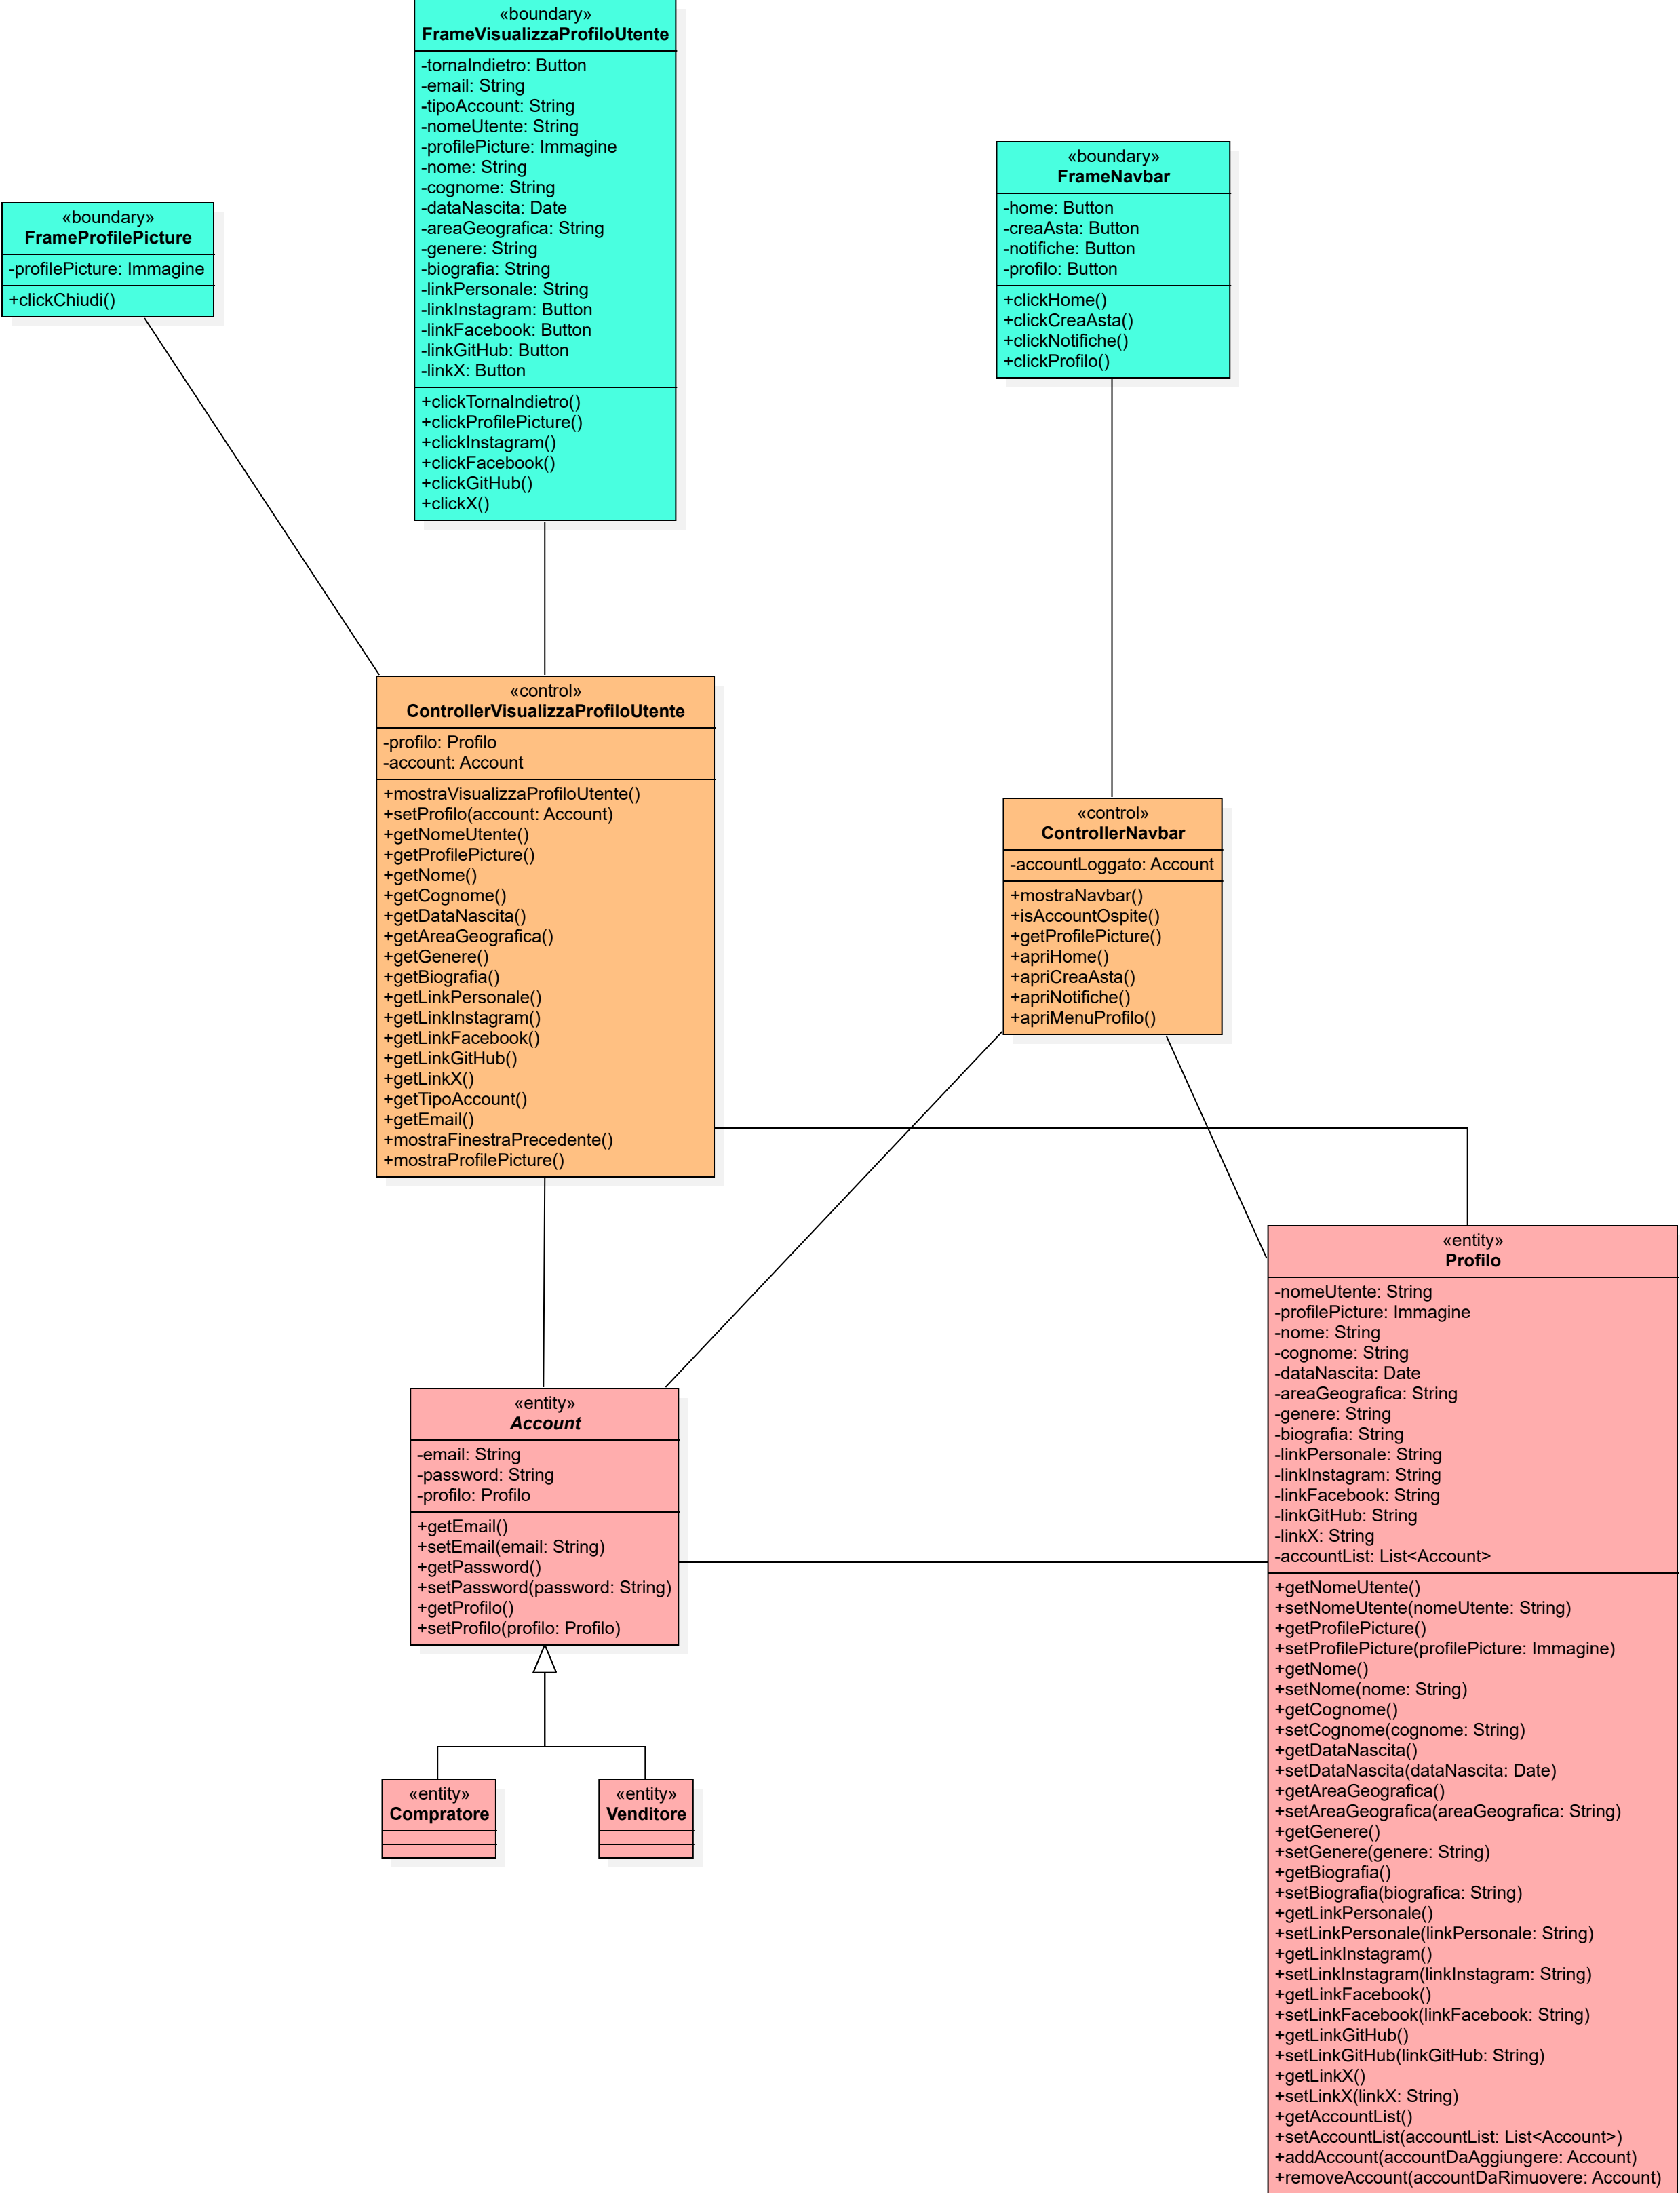 «boundary»
FrameVisualizzaProfiloUtente
-tornaIndietro: Button
-email: String
-tipoAccount: String
-nomeUtente: String
-profilePicture: Immagine
-nome: String
-cognome: String
-dataNascita: Date
-areaGeografica: String
-genere: String
-biografia: String
-linkPersonale: String
-linkInstagram: Button
-linkFacebook: Button
-linkGitHub: Button
-linkX: Button
+clickTornaIndietro()
+clickProfilePicture()
+clickInstagram()
+clickFacebook()
+clickGitHub()
+clickX()
«boundary»
FrameNavbar
-home: Button
-creaAsta: Button
-notifiche: Button
-profilo: Button
+clickHome()
+clickCreaAsta()
+clickNotifiche()
+clickProfilo()
«boundary»
FrameProfilePicture
-profilePicture: Immagine
+clickChiudi()
«control»
ControllerVisualizzaProfiloUtente
-profilo: Profilo
-account: Account
+mostraVisualizzaProfiloUtente()
+setProfilo(account: Account)
+getNomeUtente()
+getProfilePicture()
+getNome()
+getCognome()
+getDataNascita()
+getAreaGeografica()
+getGenere()
+getBiografia()
+getLinkPersonale()
+getLinkInstagram()
+getLinkFacebook()
+getLinkGitHub()
+getLinkX()
+getTipoAccount()
+getEmail()
+mostraFinestraPrecedente()
+mostraProfilePicture()
«control»
ControllerNavbar
-accountLoggato: Account
+mostraNavbar()
+isAccountOspite()
+getProfilePicture()
+apriHome()
+apriCreaAsta()
+apriNotifiche()
+apriMenuProfilo()
«entity»
Profilo
-nomeUtente: String
-profilePicture: Immagine
-nome: String
-cognome: String
-dataNascita: Date
-areaGeografica: String
-genere: String
-biografia: String
-linkPersonale: String
-linkInstagram: String
-linkFacebook: String
-linkGitHub: String
-linkX: String
-accountList: List<Account>
+getNomeUtente()
+setNomeUtente(nomeUtente: String)
+getProfilePicture()
+setProfilePicture(profilePicture: Immagine)
+getNome()
+setNome(nome: String)
+getCognome()
+setCognome(cognome: String)
+getDataNascita()
+setDataNascita(dataNascita: Date)
+getAreaGeografica()
+setAreaGeografica(areaGeografica: String)
+getGenere()
+setGenere(genere: String)
+getBiografia()
+setBiografia(biografica: String)
+getLinkPersonale()
+setLinkPersonale(linkPersonale: String)
+getLinkInstagram()
+setLinkInstagram(linkInstagram: String)
+getLinkFacebook()
+setLinkFacebook(linkFacebook: String)
+getLinkGitHub()
+setLinkGitHub(linkGitHub: String)
+getLinkX()
+setLinkX(linkX: String)
+getAccountList()
+setAccountList(accountList: List<Account>)
+addAccount(accountDaAggiungere: Account)
+removeAccount(accountDaRimuovere: Account)
«entity»
Account
-email: String
-password: String
-profilo: Profilo
+getEmail()
+setEmail(email: String)
+getPassword()
+setPassword(password: String)
+getProfilo()
+setProfilo(profilo: Profilo)
«entity»
Compratore
«entity»
Venditore